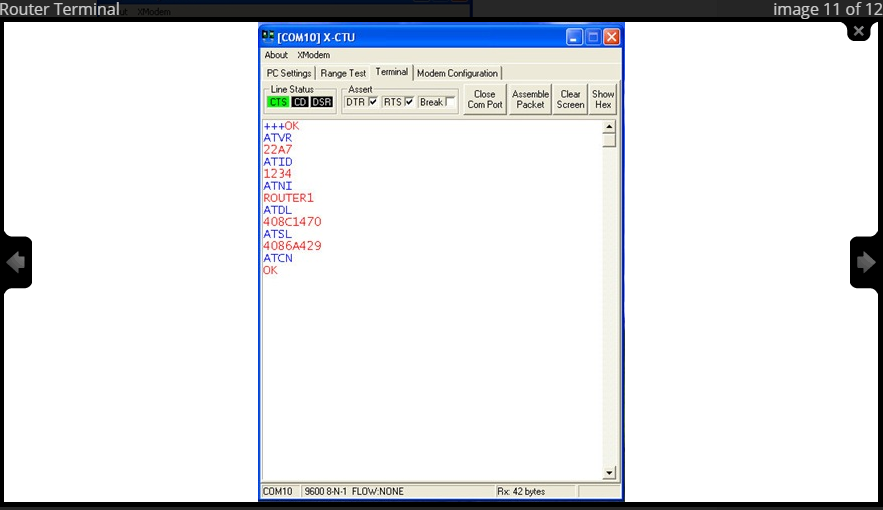 Router Terminal
image 11 of 12
XModem
[COM10] X-CTU
About XModem
PC Settings Range Test Terminal Modem Configuration
Line Status
CTS CD DSR
Assert
DTR RTS Break
Close
Com Port
Assemble
Packet
Clear
Screen
Show
Hex
+++OK
ATVR
22A7
ATID
1234
ATNI
ROUTER1
ATDL
408C1470
ATSL
4086A429
ATCN
OK
COM10 9600 8-N-1 FLOW:NONE Rx: 42 bytes